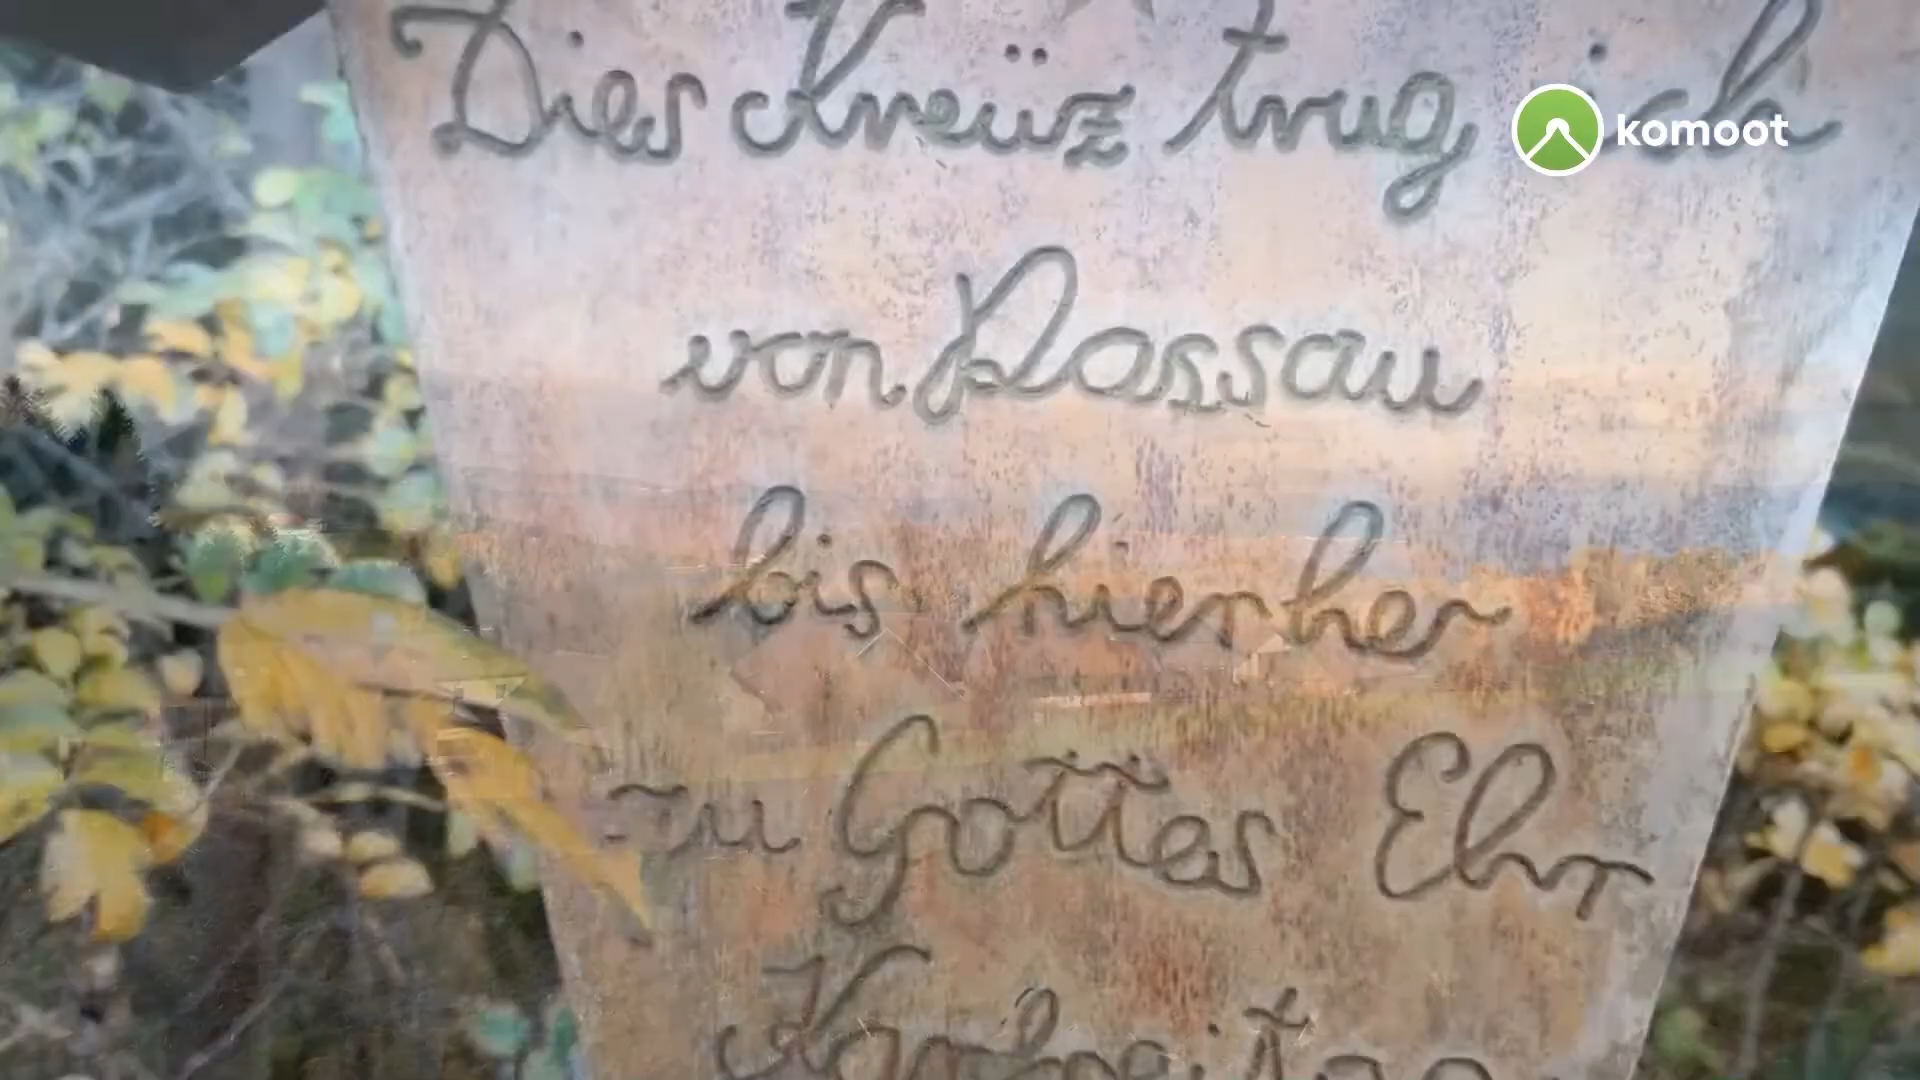 Dies Kreüz trug ich
komoot
von Passau
bis hierher
zu Gottes Ehr